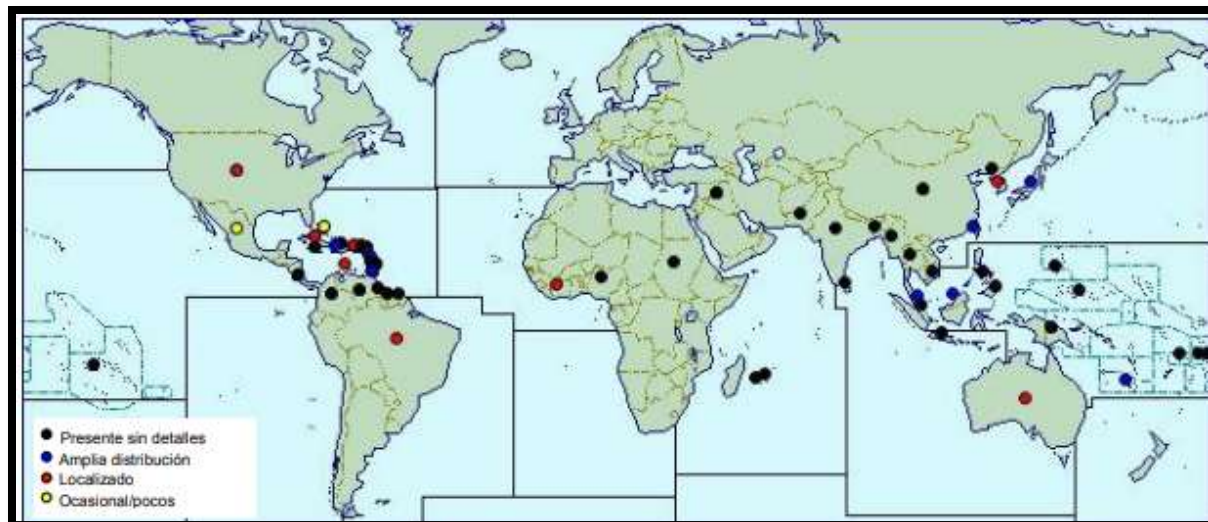 Presente sin detalles
Amplia distribución
Localizado
Ocasional/pocos